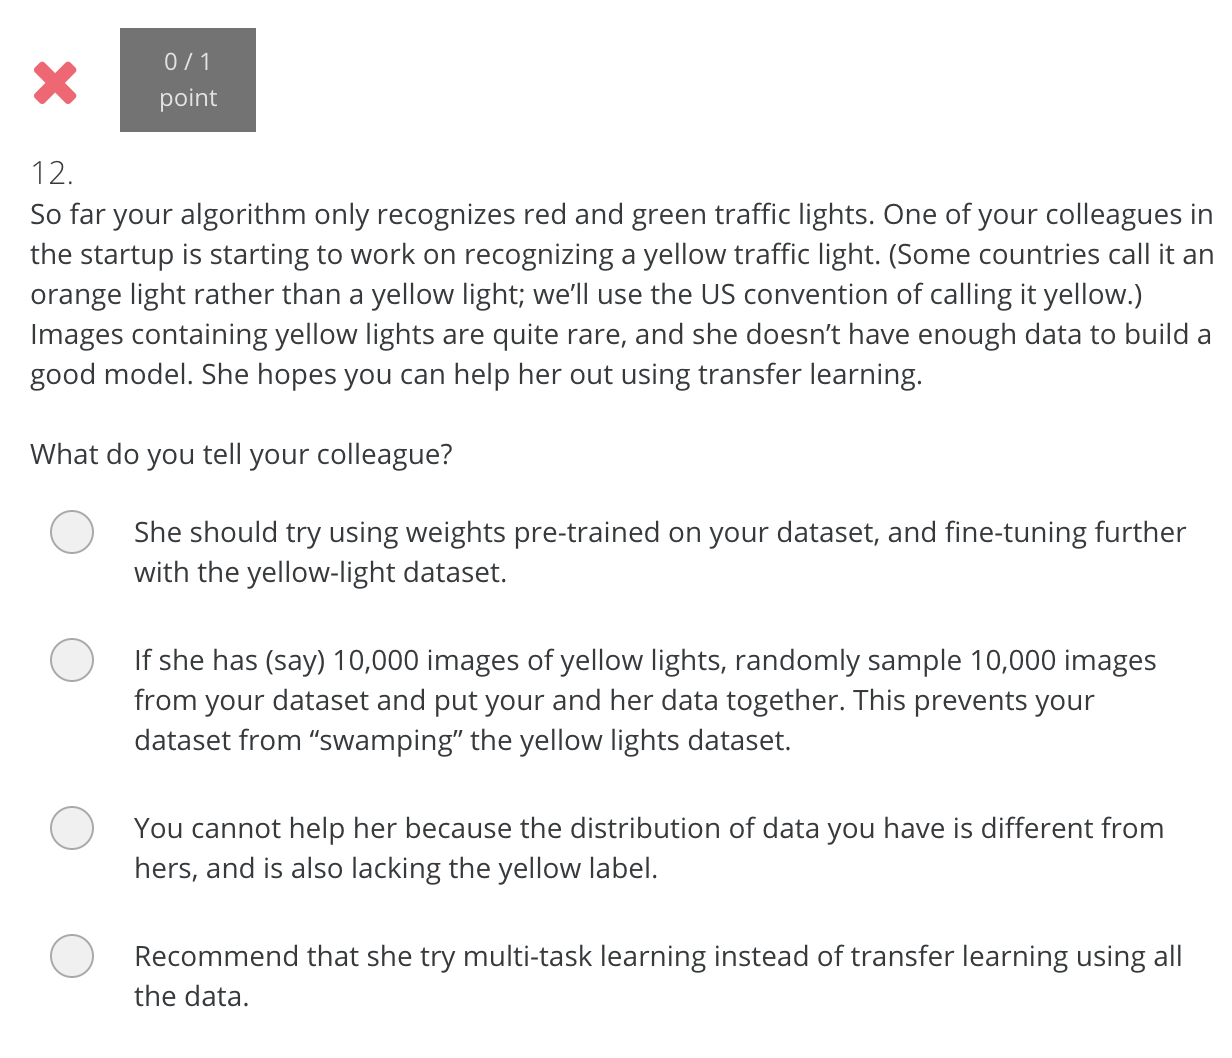 0 / 1
point
12.
So far your algorithm only recognizes red and green traffic lights. One of your colleagues in
the startup is starting to work on recognizing a yellow traffic light. (Some countries call it an
orange light rather than a yellow light; we’ll use the US convention of calling it yellow.)
Images containing yellow lights are quite rare, and she doesn’t have enough data to build a
good model. She hopes you can help her out using transfer learning.
What do you tell your colleague?
She should try using weights pre-trained on your dataset, and fine-tuning further
with the yellow-light dataset.
If she has (say) 10,000 images of yellow lights, randomly sample 10,000 images
from your dataset and put your and her data together. This prevents your
dataset from “swamping” the yellow lights dataset.
You cannot help her because the distribution of data you have is different from
hers, and is also lacking the yellow label.
Recommend that she try multi-task learning instead of transfer learning using all
the data.